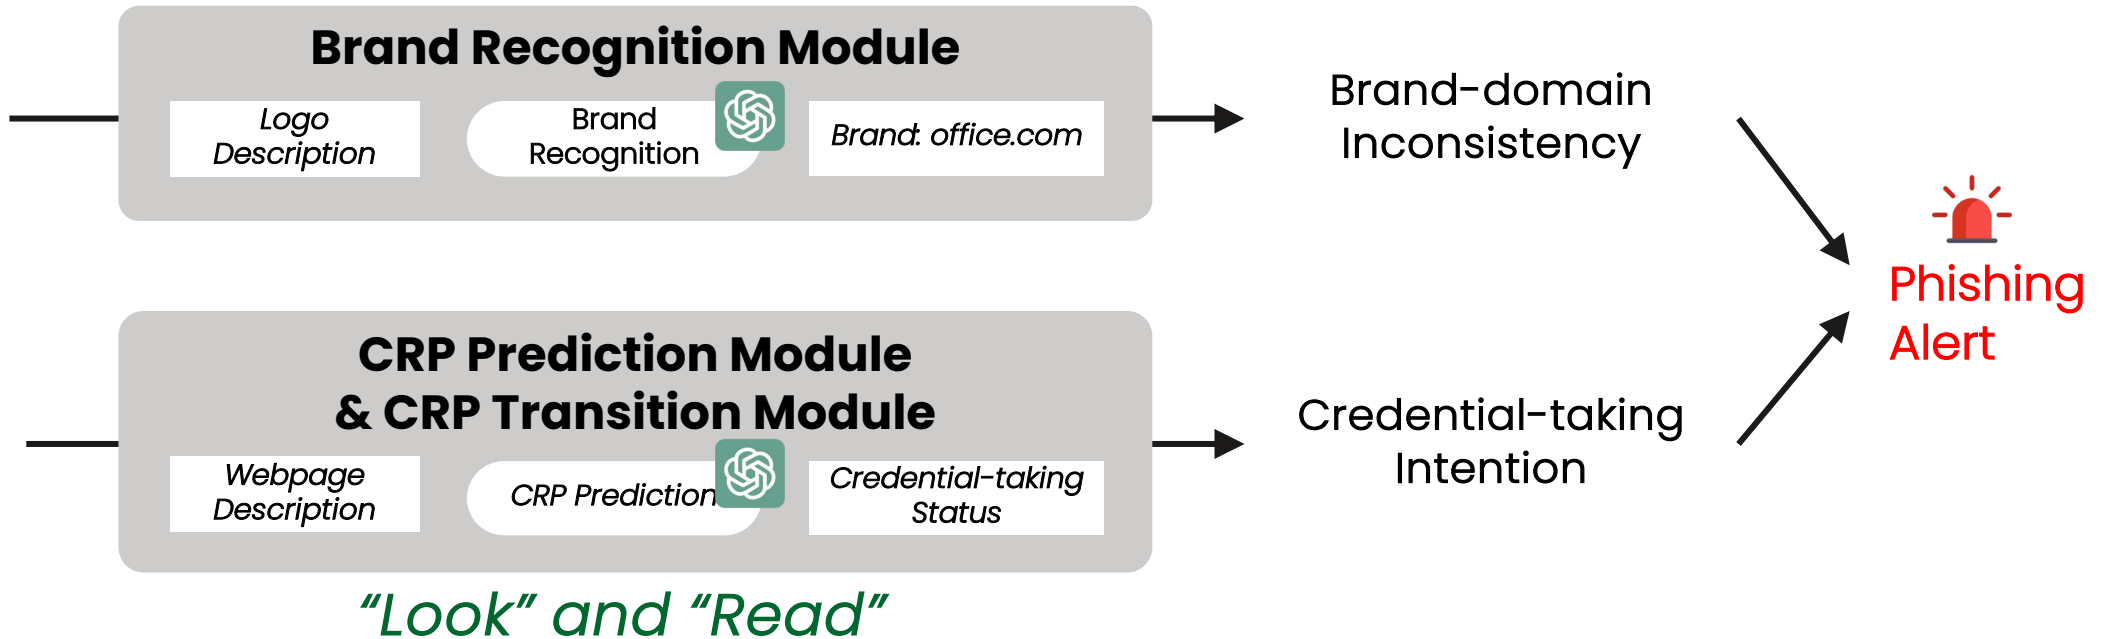 Brand Recognition Module
Logo
Description
Brand
Recognition
Brand: office.com
Brand-domain
Inconsistency
CRP Prediction Module
& CRP Transition Module
Webpage
Description
CRP Prediction
Credential-taking
Status
Credential-taking
Intention
Phishing
Alert
“Look” and “Read”